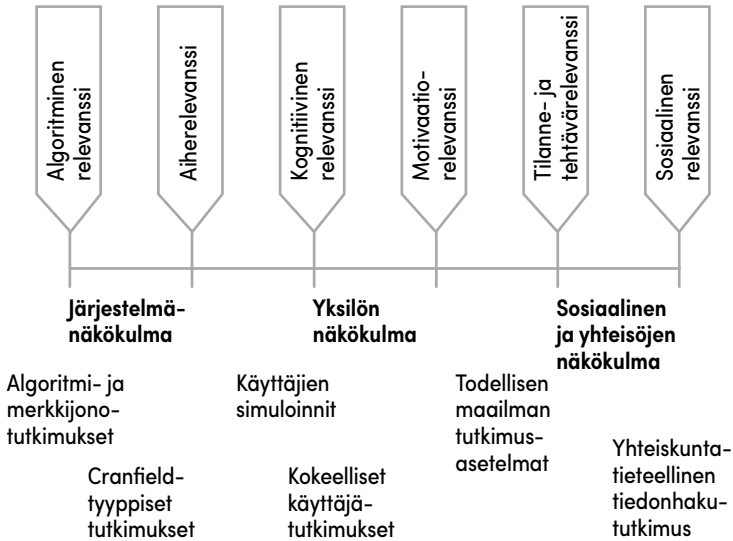 Algoritminen
relevanssi
Aiherelevanssi
Kognitiivinen
relevanssi
Motivaatio-
relevanssi
Tilanne- ja
tehtävärelevanssi
Sosiaalinen
relevanssi
Järjestelmä-
näkökulma
Yksilön
näkökulma
Sosiaalinen
ja yhteisöjen
näkökulma
Algoritmi- ja
merkkijono-
tutkimukset
Cranfield-
tyyppiset
tutkimukset
Käyttäjien
simuloinnit
Kokeelliset
käyttäjä-
tutkimukset
Todellisen
maailman
tutkimus-
asetelmat
Yhteiskunta-
tieteellinen
tiedonhaku-
tutkimus